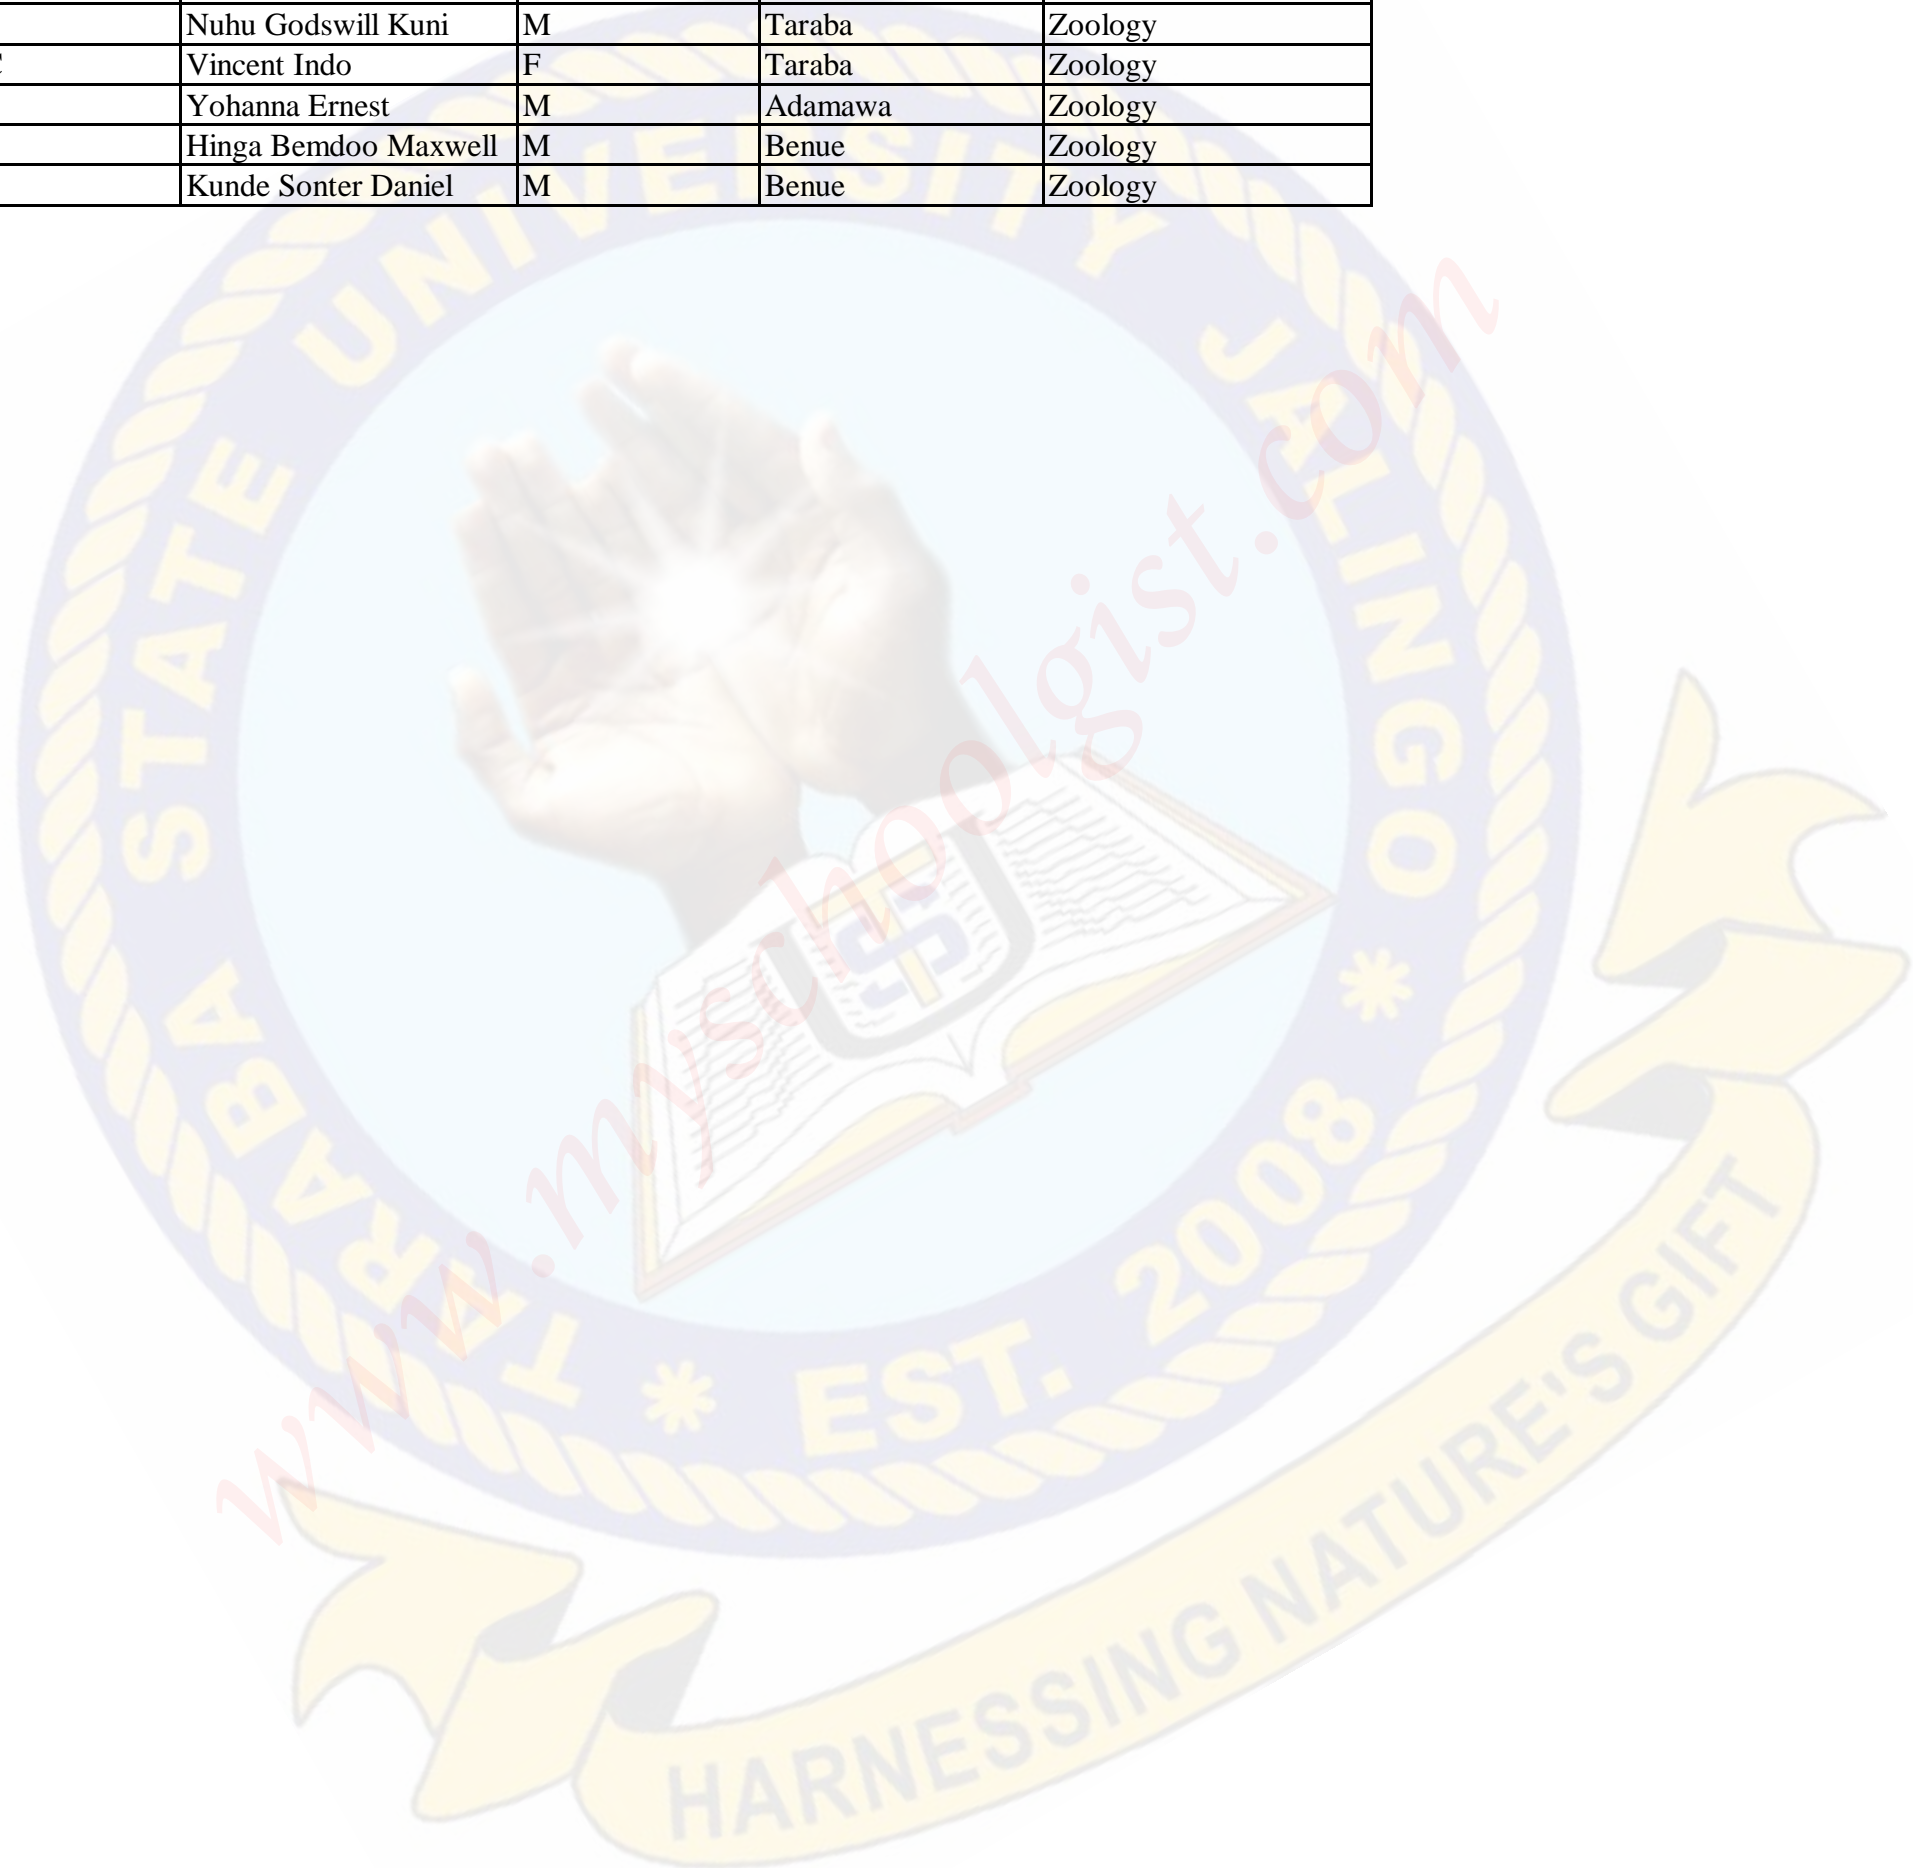 Nuhu Godswill Kuni M Taraba Zoology
Vincent Indo F Taraba Zoology
Yohanna Ernest M Adamawa Zoology
Hinga Bemdoo Maxwell M Benue Zoology
Kunde Sonter Daniel M Benue Zoology
TARABA STATE UNIVERSITY JALINGO
EST. 2008
HARNESSING NATURE'S GIFT
www.myschoolgist.com